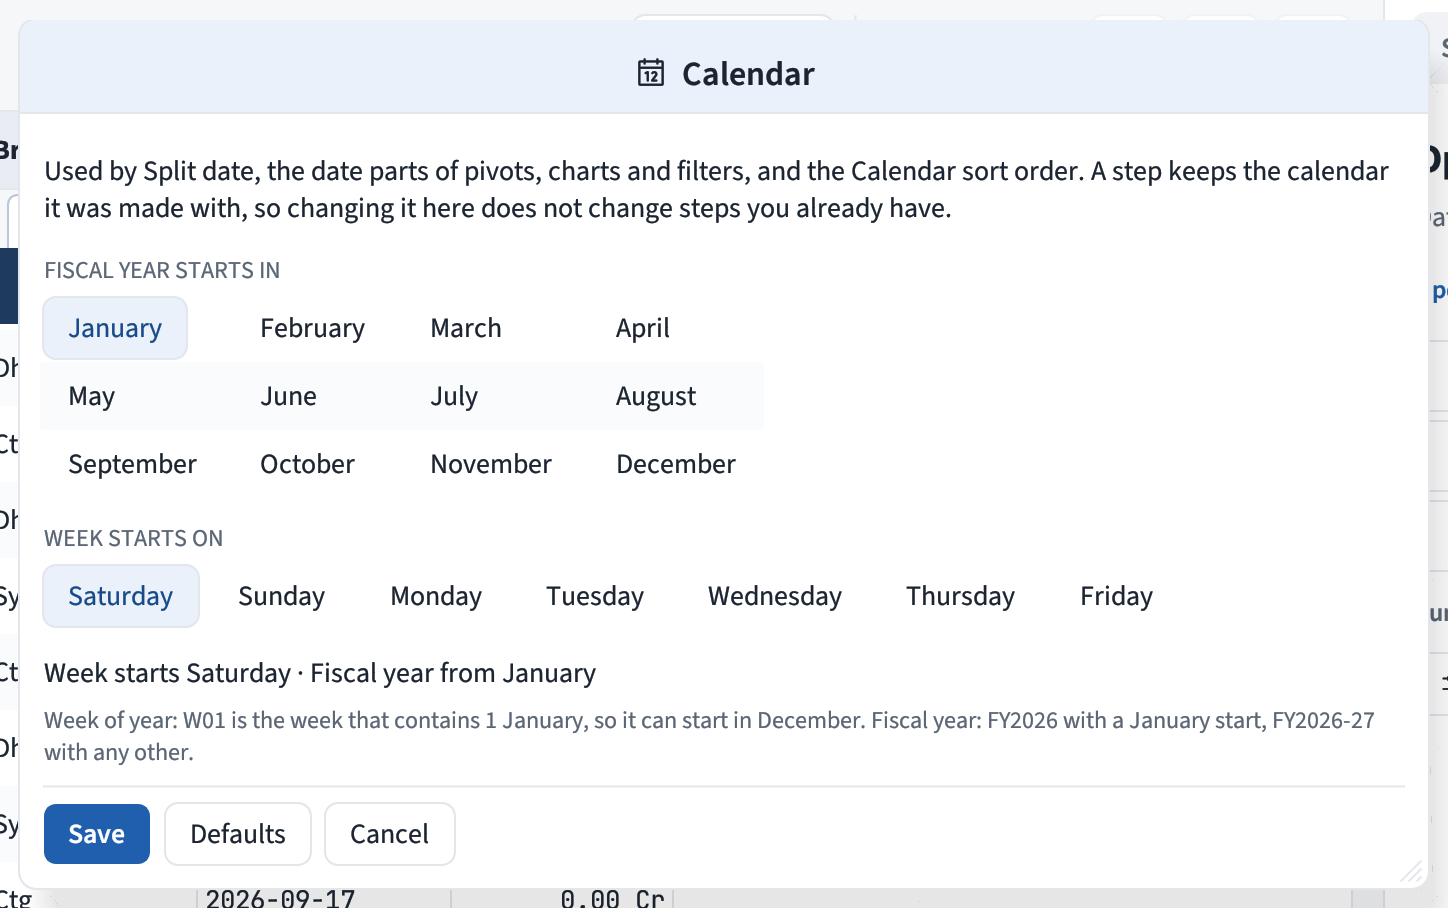 12 Calendar
Used by Split date, the date parts of pivots, charts and filters, and the Calendar sort order. A step keeps the calendar
it was made with, so changing it here does not change steps you already have.
FISCAL YEAR STARTS IN
January February March April
May June July August
September October November December
WEEK STARTS ON
Saturday Sunday Monday Tuesday Wednesday Thursday Friday
Week starts Saturday · Fiscal year from January
Week of year: W01 is the week that contains 1 January, so it can start in December. Fiscal year: FY2026 with a January start, FY2026-27
with any other.
Save Defaults Cancel
Ctg 2026-09-17 0.00 Cr